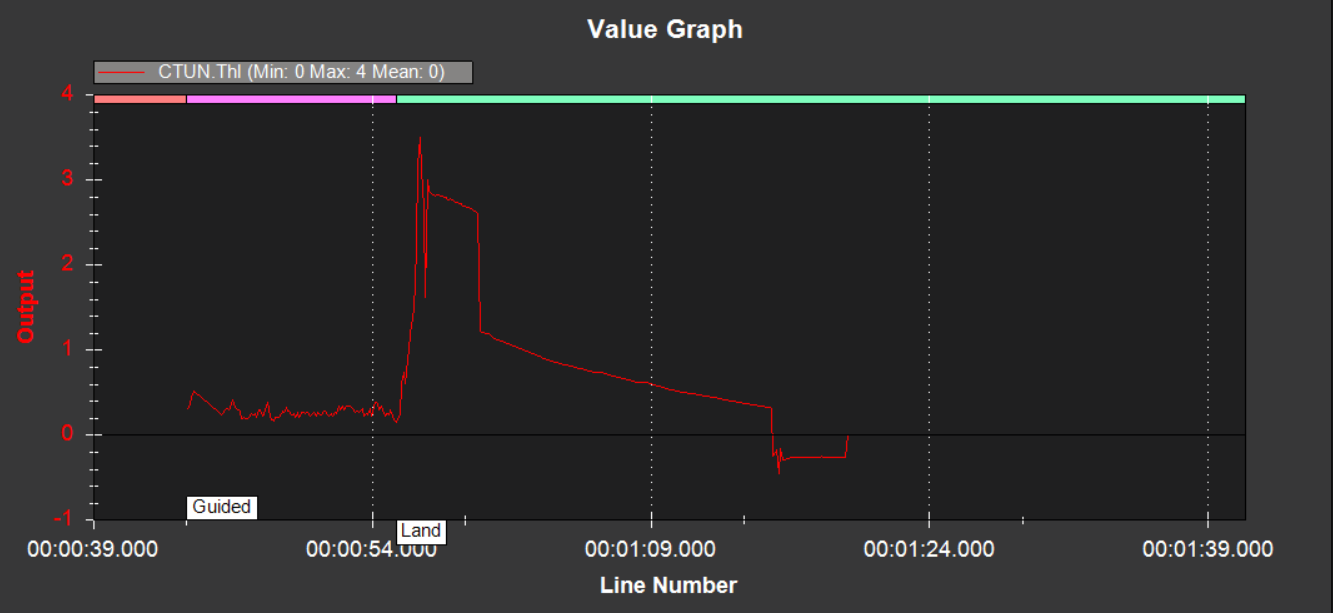 Value Graph
CTUN.ThI (Min: 0 Max: 4 Mean: 0)
4
3
2
1
0
-1
Output
Guided
Land
00:00:39.000 00:00:54.000 00:01:09.000 00:01:24.000 00:01:39.000
Line Number